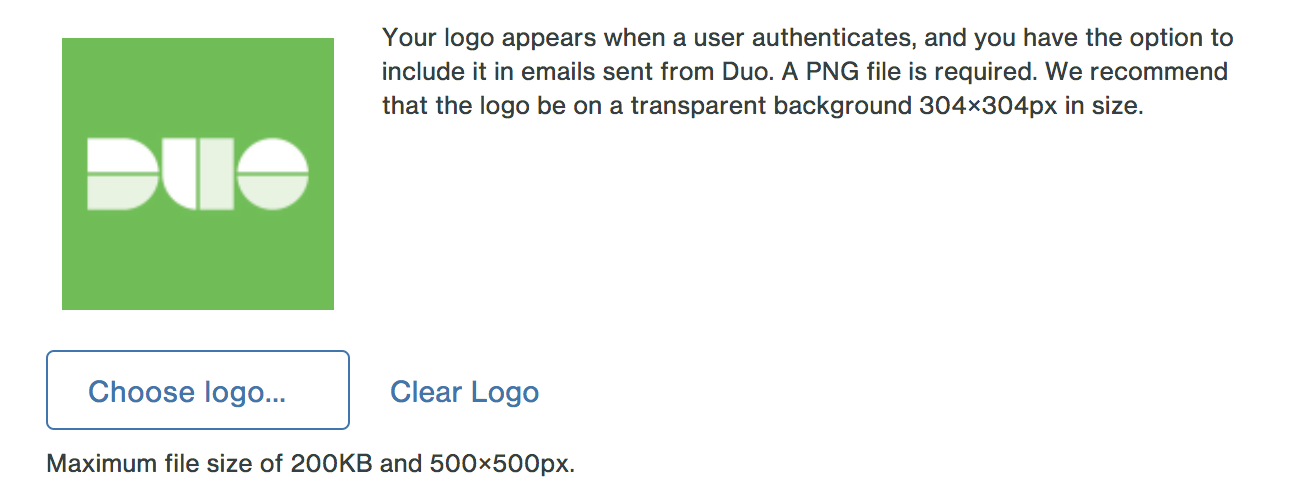 Your logo appears when a user authenticates, and you have the option to
include it in emails sent from Duo. A PNG file is required. We recommend
that the logo be on a transparent background 304×304px in size.
DUO
Choose logo...
Clear Logo
Maximum file size of 200KB and 500×500px.